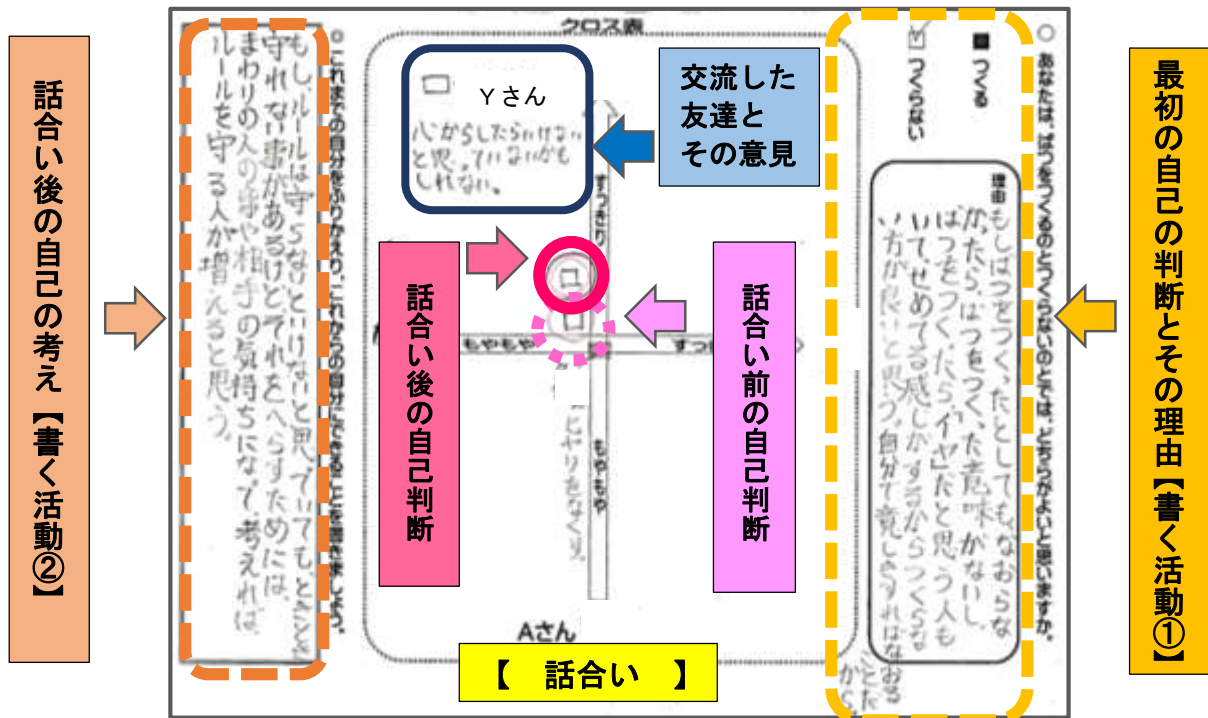 最初の自己の判断とその理由【書く活動①】
○ あなたは、ばつをつくるのとつくらないのとでは、どちらがよいと思いますか。
■ つくる
つくらない
理由
もしばつをつくったとしても、なおらな
かったら、ばつをつくった意味がないし、
ばつをつくったら、「イヤ」だと思う人も
いて、せめてる感じがするからつくらな
い方が良いと思う。自分で意しきすればなおる
ことだ
から。
クロス表
Yさん
心からしたらいけない
と思っていないかも
しれない。
交流した
友達と
その意見
すっきり
もやもや
すっ
もやもや
ヒヤリをなくす。
話合い後の自己判断
話合い前の自己判断
Aさん
【 話合い 】
○ これまでの自分をふりかえり、これからの自分にできることを書きましょう。
もし、ルールは守らないといけないと思っていても、ときどき
守れない事があるけどそれをへらすためには、
まわりの人の事や相手の気持ちになって、考えれば、
ルールを守る人が増えると思う。
話合い後の自己の考え【書く活動②】